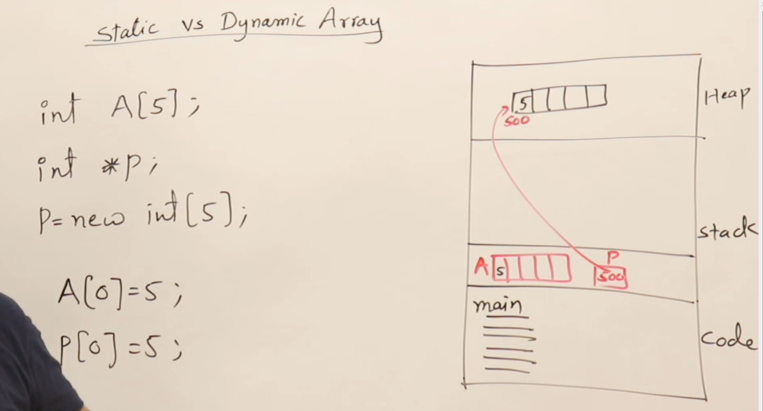 Static vs Dynamic Array
int A[5];
int *p;
p=new int[5];
A[0]=5;
P[0]=5;
Heap
5
500
stack
A 5
P
500
main
Code